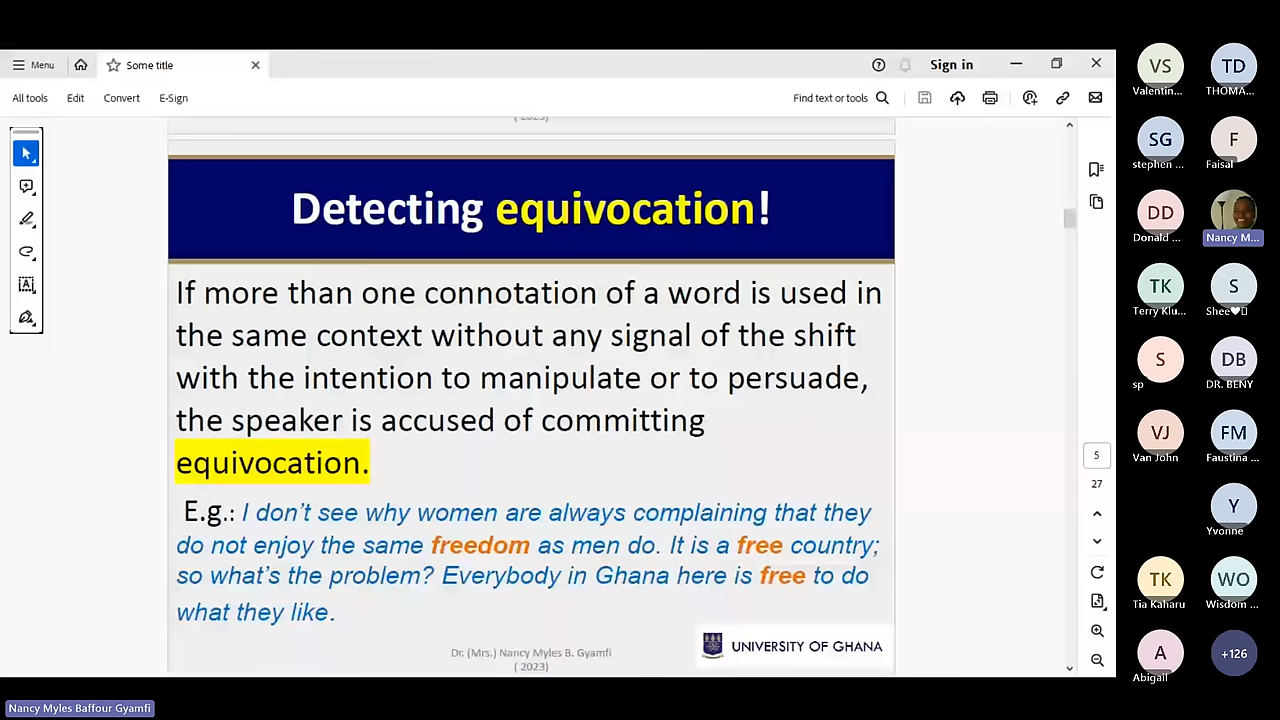 Menu
Some title
Sign in
All tools
Edit
Convert
E-Sign
Find text or tools
Detecting equivocation!
If more than one connotation of a word is used in
the same context without any signal of the shift
with the intention to manipulate or to persuade,
the speaker is accused of committing
equivocation.
E.g.: I don't see why women are always complaining that they
do not enjoy the same freedom as men do. It is a free country;
so what's the problem? Everybody in Ghana here is free to do
what they like.
Dr. (Mrs.) Nancy Myles B. Gyamfi
( 2023)
UNIVERSITY OF GHANA
5
27
VS
Valentin...
TD
THOMA...
SG
stephen ...
F
Faisal
DD
Donald ...
Nancy M...
TK
Terry Klu...
S
Shee♥
S
sp
DB
DR. BENY
VJ
Van John
FM
Faustina ...
Y
Yvonne
TK
Tia Kaharu
WO
Wisdom ...
A
Abigail
+126
Nancy Myles Baffour Gyamfi